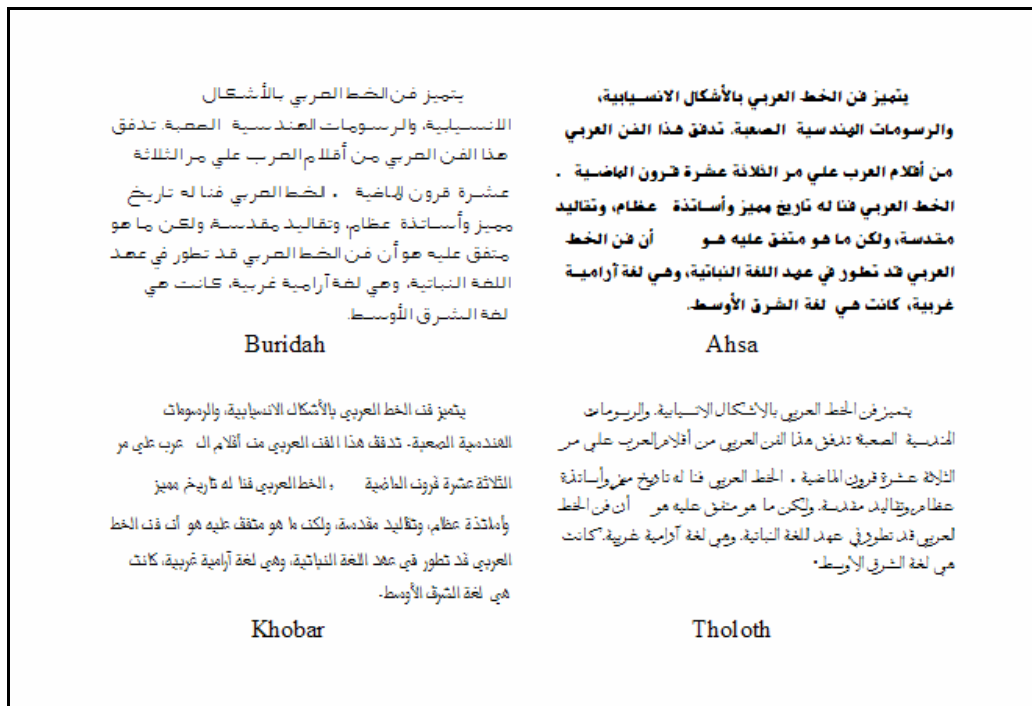 يتميز فن الخط العربي بالأشكال الانسيابية،
والرسومات الهندسية الصعبة. تدفق هذا الفن العربي
من أقلام العرب علي مر الثلاثة عشرة قرون الماضية .
الخط العربي فنا له تاريخ مميز وأساتذة عظام، وتقاليد
مقدسة، ولكن ما هو متفق عليه هو أن فن الخط
العربي قد تطور في عهد اللغة النباتية، وهي لغة آرامية
غربية، كانت هي لغة الشرق الأوسط.
Ahsa
يتميز فن الخط العربي بالأشكال
الانسيابية، والرسومات الهندسية الصعبة. تدفق
هذا الفن العربي من أقلام العرب علي مر الثلاثة
عشرة قرون الماضية . الخط العربي فنا له تاريخ
مميز وأساتذة عظام، وتقاليد مقدسة ولكن ما هو
متفق عليه هو أن فن الخط العربي قد تطور في عهد
اللغة النباتية، وهي لغة آرامية غربية، كانت هي
لغة الشرق الأوسط.
Buridah
يتميز فن الخط العربي بالاشكال الانسيابية. والرسومات
الهندسية الصعبة. تدفق هذا الفن العربي من أقلام العرب علي مر
الثلاثة عشرة قرون الماضية . الخط العربي فنا له تاريخ مميز وأساتذة
عظام، وتقاليد مقدسة. ولكن ما هو متفق عليه هو أن فن الخط
لعربي قد تطور في عهد للغة النباتية. وهي لغة آرامية غربية. كانت
هي لغة الشرق الاوسط.
Tholoth
يتميز فن الخط العربي بالأشكال الانسيابية، والرسومات
الهندسية الصعبة. تدفق هذا الفن العربي من أقلام ال عرب علي مر
الثلاثة عشرة قرون الماضية . الخط العربي فنا له تاريخ مميز
وأساتذة عظام، وتقاليد مقدسة، ولكن ما هو متفق عليه هو أن فن الخط
العربي قد تطور في عهد اللغة النباتية، وهي لغة آرامية غربية، كانت
هي لغة الشرق الأوسط.
Khobar